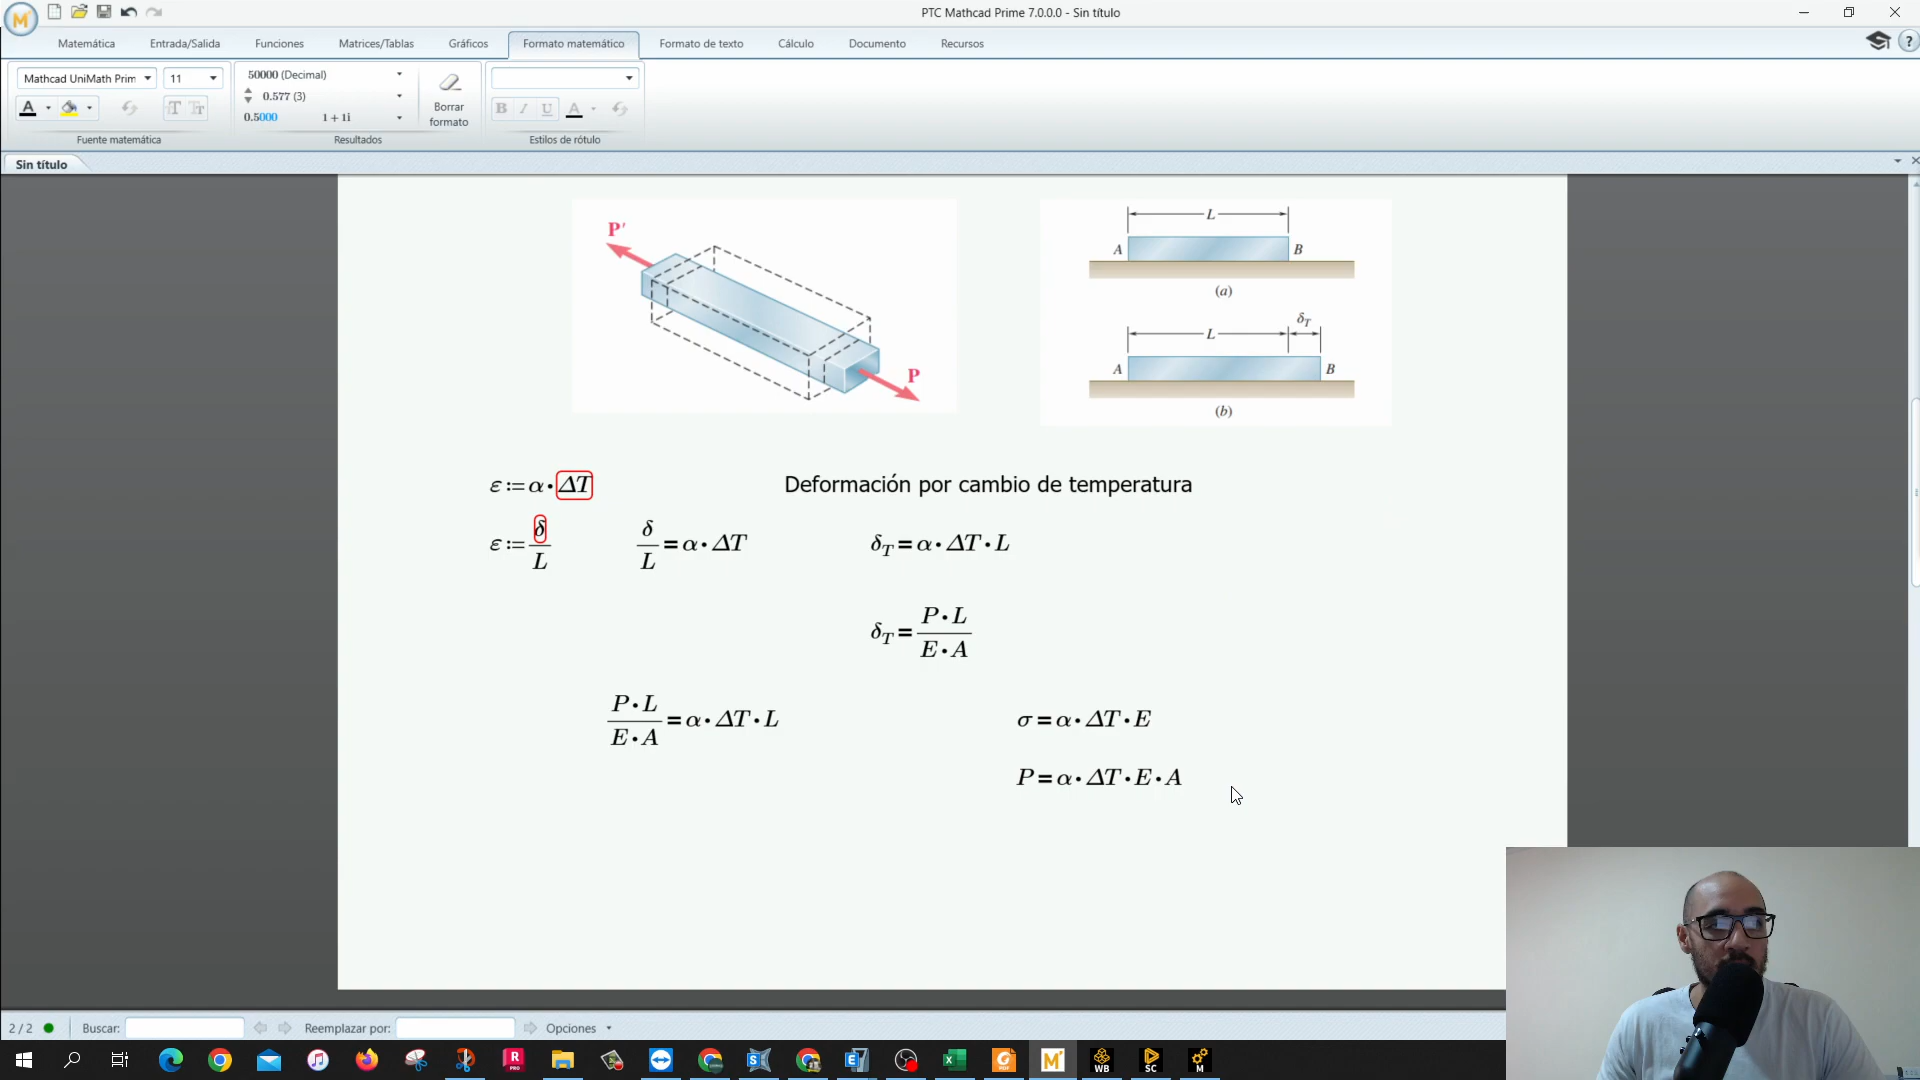 PTC Mathcad Prime 7.0.0.0 - Sin título
Matemática Entrada/Salida Funciones Matrices/Tablas Gráficos Formato matemático Formato de texto Cálculo Documento Recursos
Mathcad UniMath Prim 11
50000 (Decimal)
0.577 (3)
0.5000 1 + 1i
Borrar formato
Fuente matemática Resultados Estilos de rótulo
Sin título
P'
P
L
A B
(a)
L δT
A B
(b)
ε := α · ΔT Deformación por cambio de temperatura
ε := δ/L δ/L = α · ΔT δT = α · ΔT · L
δT = P · L / E · A
P · L / E · A = α · ΔT · L σ = α · ΔT · E
P = α · ΔT · E · A
2 / 2 Buscar: Reemplazar por: Opciones
R PRO WB SC M